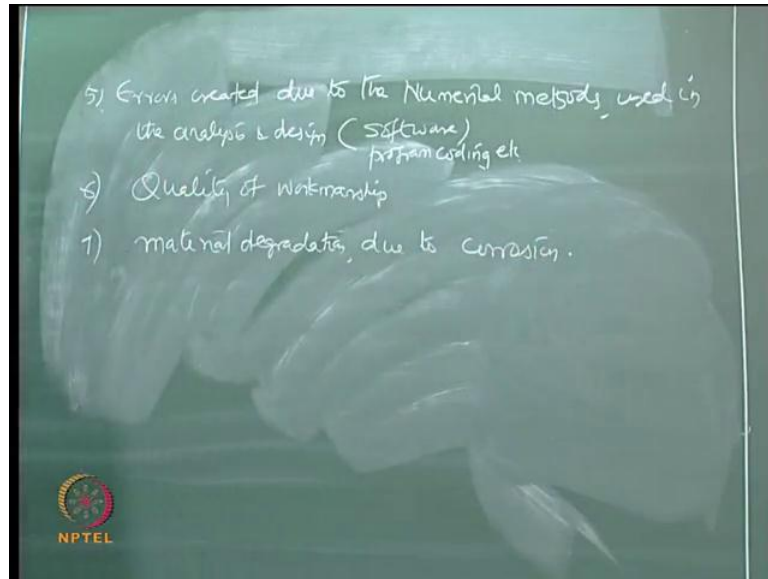 5) Errors created due to the Numerical methods, used in
the analysis & design (software)
program coding etc
6) Quality of workmanship
7) material degradation, due to corrosion.
NPTEL